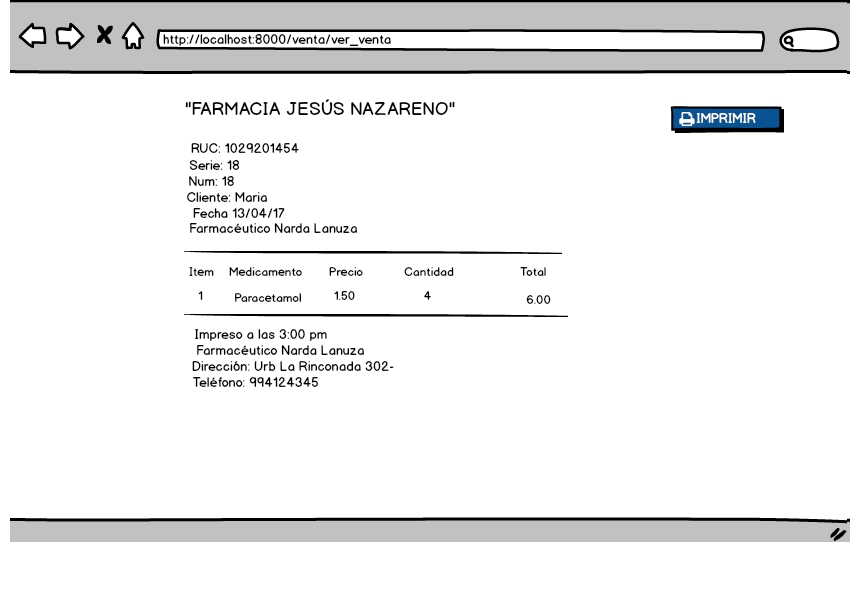 http://localhost:8000/venta/ver_venta
"FARMACIA JESÚS NAZARENO"
IMPRIMIR
RUC: 1029201454
Serie: 18
Num: 18
Cliente: Maria
Fecha 13/04/17
Farmacéutico Narda Lanuza
Item Medicamento Precio Cantidad Total
1 Paracetamol 1.50 4 6.00
Impreso a las 3:00 pm
Farmacéutico Narda Lanuza
Dirección: Urb La Rinconada 302-
Teléfono: 994124345